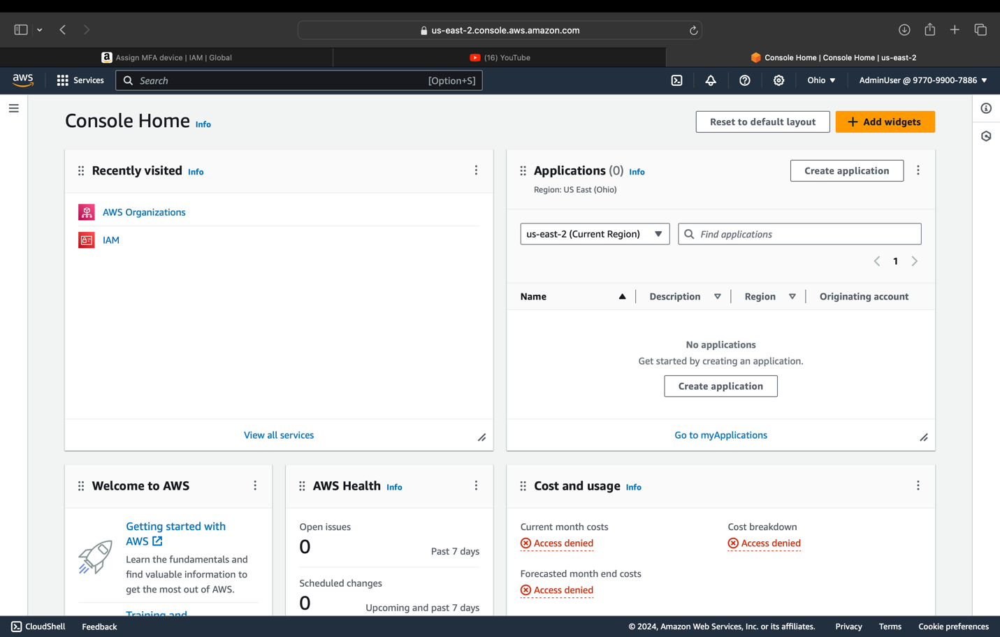 us-east-2.console.aws.amazon.com
Assign MFA device | IAM | Global
(16) YouTube
Console Home | Console Home | us-east-2
aws
Services
Search
[Option+S]
Ohio
AdminUser @ 9770-9900-7886
Console Home Info
Reset to default layout
Add widgets
Recently visited Info
AWS Organizations
IAM
View all services
Applications (0) Info
Region: US East (Ohio)
Create application
us-east-2 (Current Region)
Find applications
1
Name
Description
Region
Originating account
No applications
Get started by creating an application.
Create application
Go to myApplications
Welcome to AWS
Getting started with
AWS
Learn the fundamentals and
find valuable information to
get the most out of AWS.
Training and
AWS Health Info
Open issues
0
Past 7 days
Scheduled changes
0
Upcoming and past 7 days
Cost and usage Info
Current month costs
Access denied
Cost breakdown
Access denied
Forecasted month end costs
Access denied
CloudShell
Feedback
© 2024, Amazon Web Services, Inc. or its affiliates.
Privacy
Terms
Cookie preferences